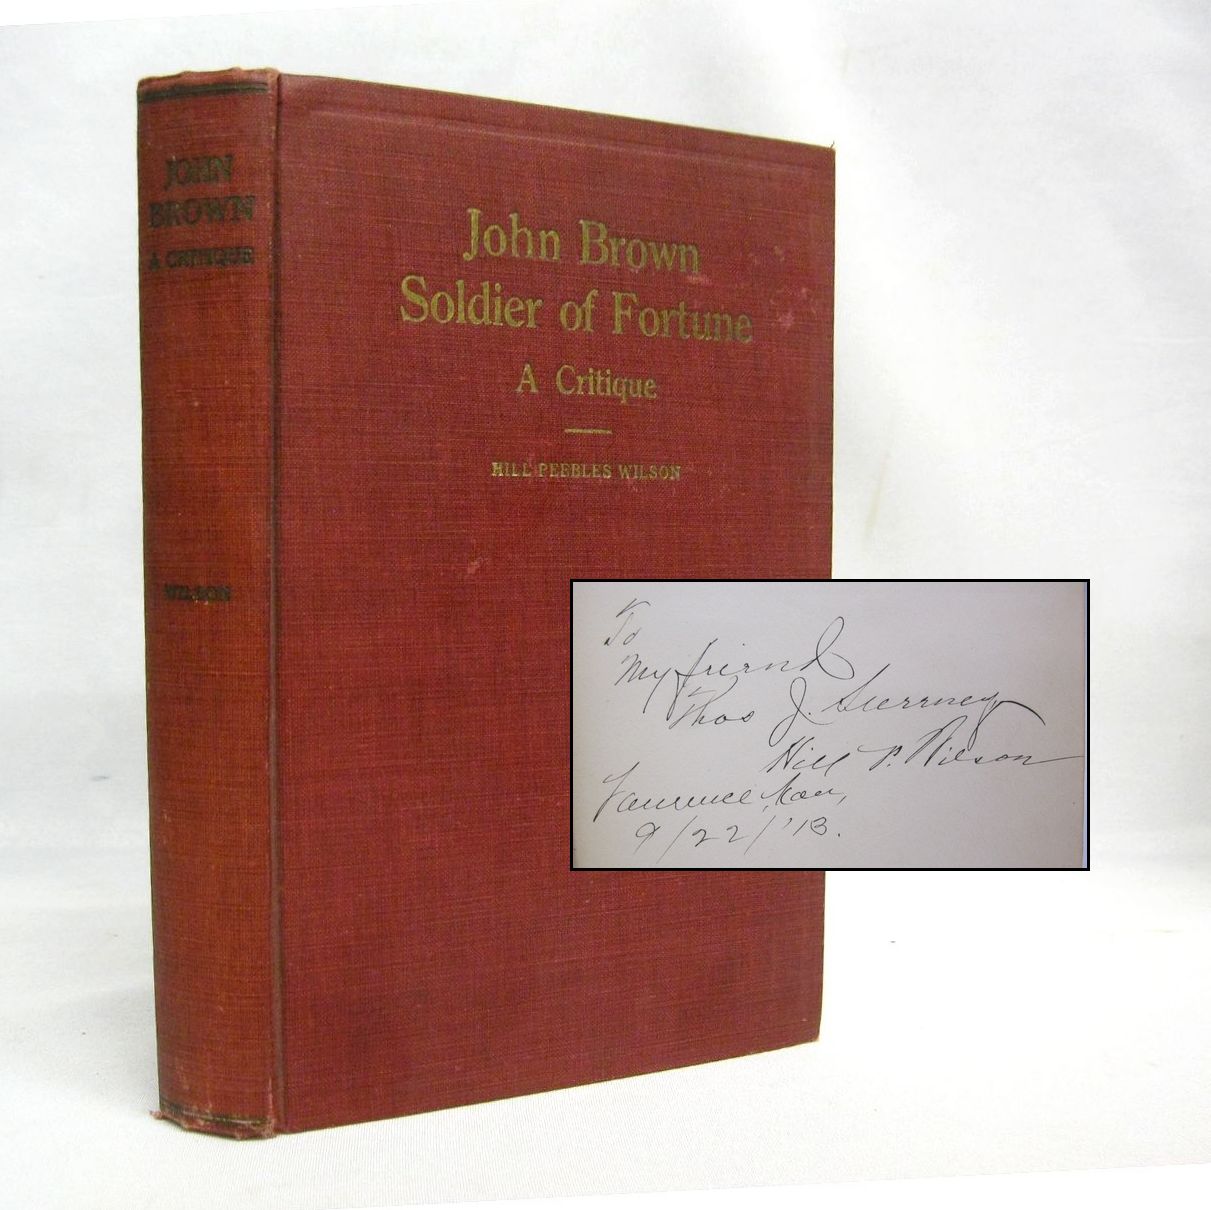 JOHN
BROWN
A CRITIQUE
WILSON
John Brown
Soldier of Fortune
A Critique
HILL PEEBLES WILSON
To
My friend
Thos J. Sweeney
Hill P. Wilson
Lawrence, Kan,
9/22/'13.